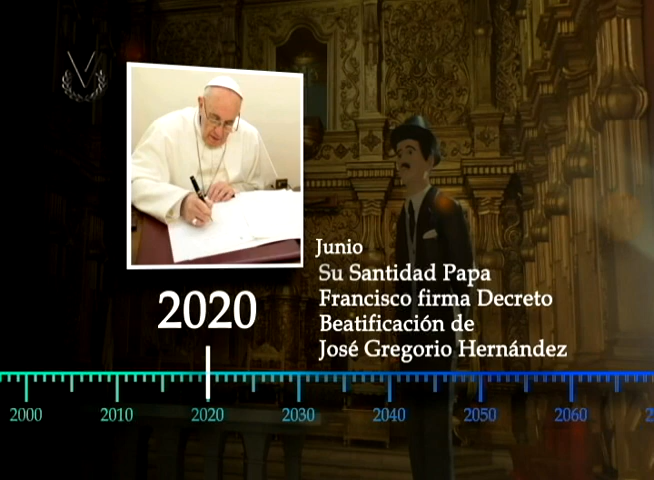 2020
Junio
Su Santidad Papa
Francisco firma Decreto
Beatificación de
José Gregorio Hernández
2000 2010 2020 2030 2040 2050 2060 2